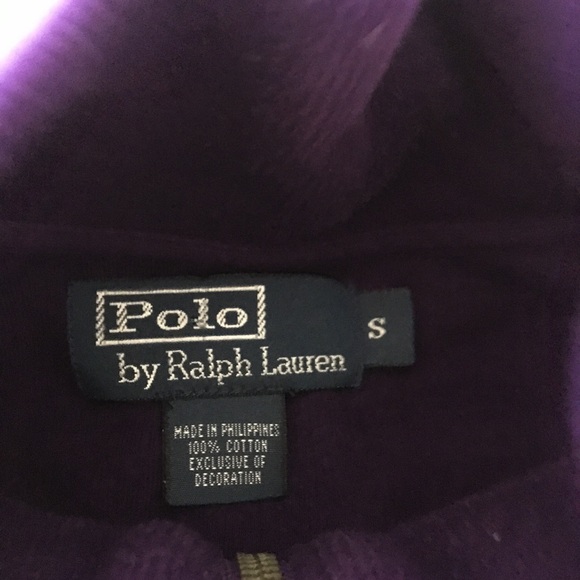 Polo
by Ralph Lauren
S
MADE IN PHILIPPINES
100% COTTON
EXCLUSIVE OF
DECORATION